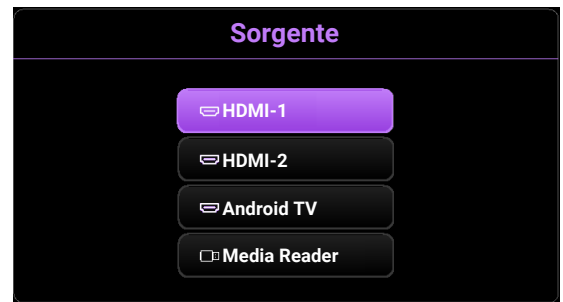 Sorgente
HDMI-1
HDMI-2
Android TV
Media Reader